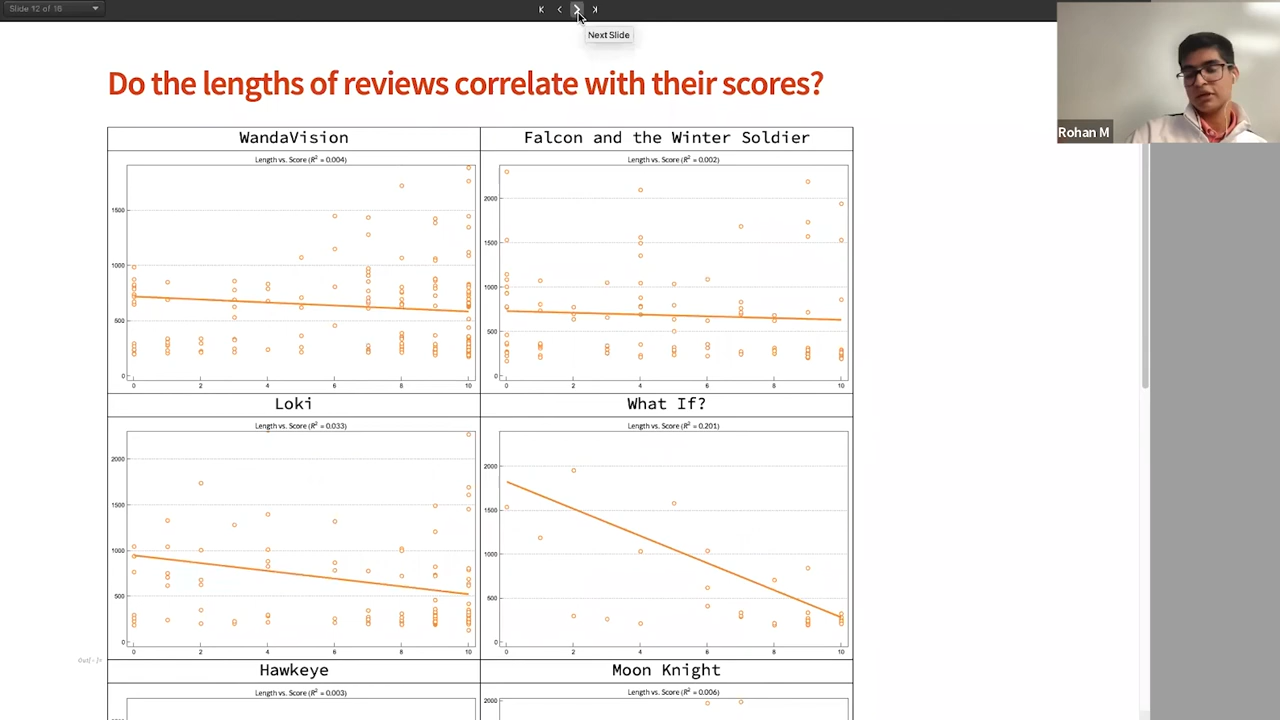 Slide 12 of 16
Next Slide
Rohan M
Do the lengths of reviews correlate with their scores?
WandaVision
Length vs. Score (R² = 0.004)
1500
1000
500
0
0 2 4 6 8 10
Falcon and the Winter Soldier
Length vs. Score (R² = 0.002)
2000
1500
1000
500
0
0 2 4 6 8 10
Loki
Length vs. Score (R² = 0.033)
2000
1500
1000
500
0
0 2 4 6 8 10
What If?
Length vs. Score (R² = 0.201)
2000
1500
1000
500
0
0 2 4 6 8 10
Out[-]=
Hawkeye
Length vs. Score (R² = 0.003)
Moon Knight
Length vs. Score (R² = 0.006)
2000